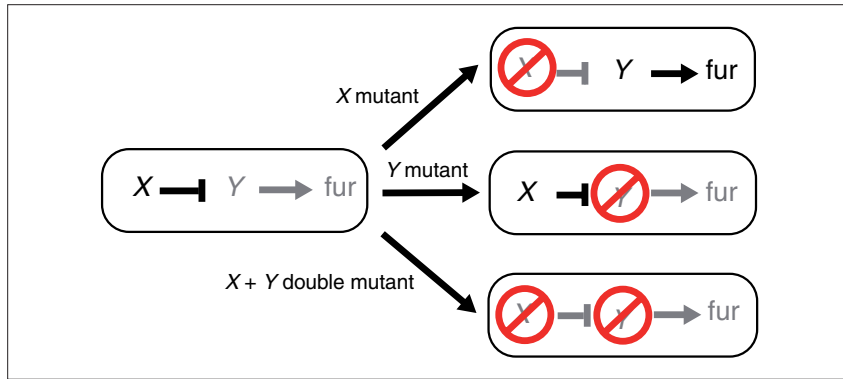 X Y fur
X mutant
Y mutant
X + Y double mutant
X Y fur
X Y fur
X Y fur